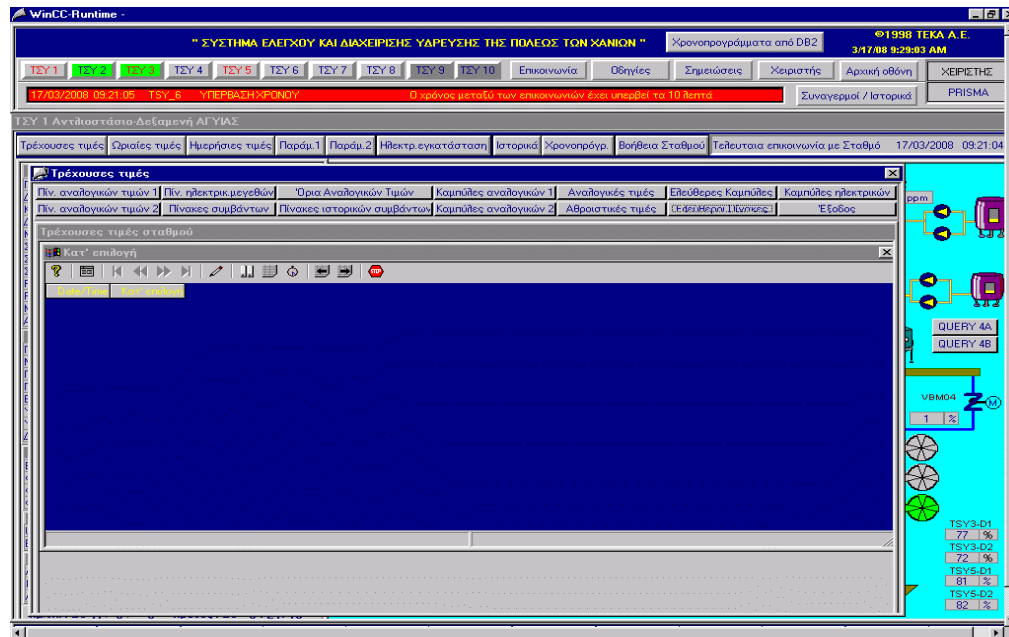 WinCC-Runtime -
" ΣΥΣΤΗΜΑ ΕΛΕΓΧΟΥ ΚΑΙ ΔΙΑΧΕΙΡΙΣΗΣ ΥΔΡΕΥΣΗΣ ΤΗΣ ΠΟΛΕΩΣ ΤΩΝ ΧΑΝΙΩΝ " Χρονοπρογράμματα από DB2 ©1998 TEKA A.E.
3/17/08 9:29:03 AM
ΤΣΥ 1 ΤΣΥ 2 ΤΣΥ 3 ΤΣΥ 4 ΤΣΥ 5 ΤΣΥ 6 ΤΣΥ 7 ΤΣΥ 8 ΤΣΥ 9 ΤΣΥ 10 Επικοινωνία Οδηγίες Σημειώσεις Χειριστής Αρχική οθόνη ΧΕΙΡΙΣΤΗΣ
17/03/2008 09:21:05 TSY_6 ΥΠΕΡΒΑΣΗ ΧΡΟΝΟΥ Ο χρόνος μεταξύ των επικοινωνιών έχει υπερβεί τα 10 λεπτά Συναγερμοί / Ιστορικά PRISMA
ΤΣΥ 1 Αντλιοστάσιο-Δεξαμενή ΑΓΥΙΑΣ
Τρέχουσες τιμές Ωριαίες τιμές Ημερήσιες τιμές Παράμ.1 Παράμ.2 Ηλεκτρ.εγκατάσταση Ιστορικά Χρονοπρόγρ. Βοήθεια Σταθμού Τελευταια επικοινωνία με Σταθμό 17/03/2008 09:21:04
Τρέχουσες τιμές
Πίν. αναλογικών τιμών 1 Πίν. ηλεκτρικ.μεγεθών Όρια Αναλογικών Τιμών Καμπύλες αναλογικών 1 Αναλογικές τιμές Ελεύθερες Καμπύλες Καμπύλες ηλεκτρικών
ppm
Πίν. αναλογικών τιμών 2 Πίνακες συμβάντων Πίνακες ιστορικών συμβάντων Καμπύλες αναλογικών 2 Αθροιστικές τιμές Ελεύθεροι Πίνακες Έξοδος
Τρέχουσες τιμές σταθμού
Κατ' επιλογή
STOP
Date/Time Κατ' επιλογή
QUERY 4A
QUERY 4B
VBM04
M
1 %
TSY3-D1
77 %
TSY3-D2
72 %
TSY5-D1
81 %
TSY5-D2
82 %